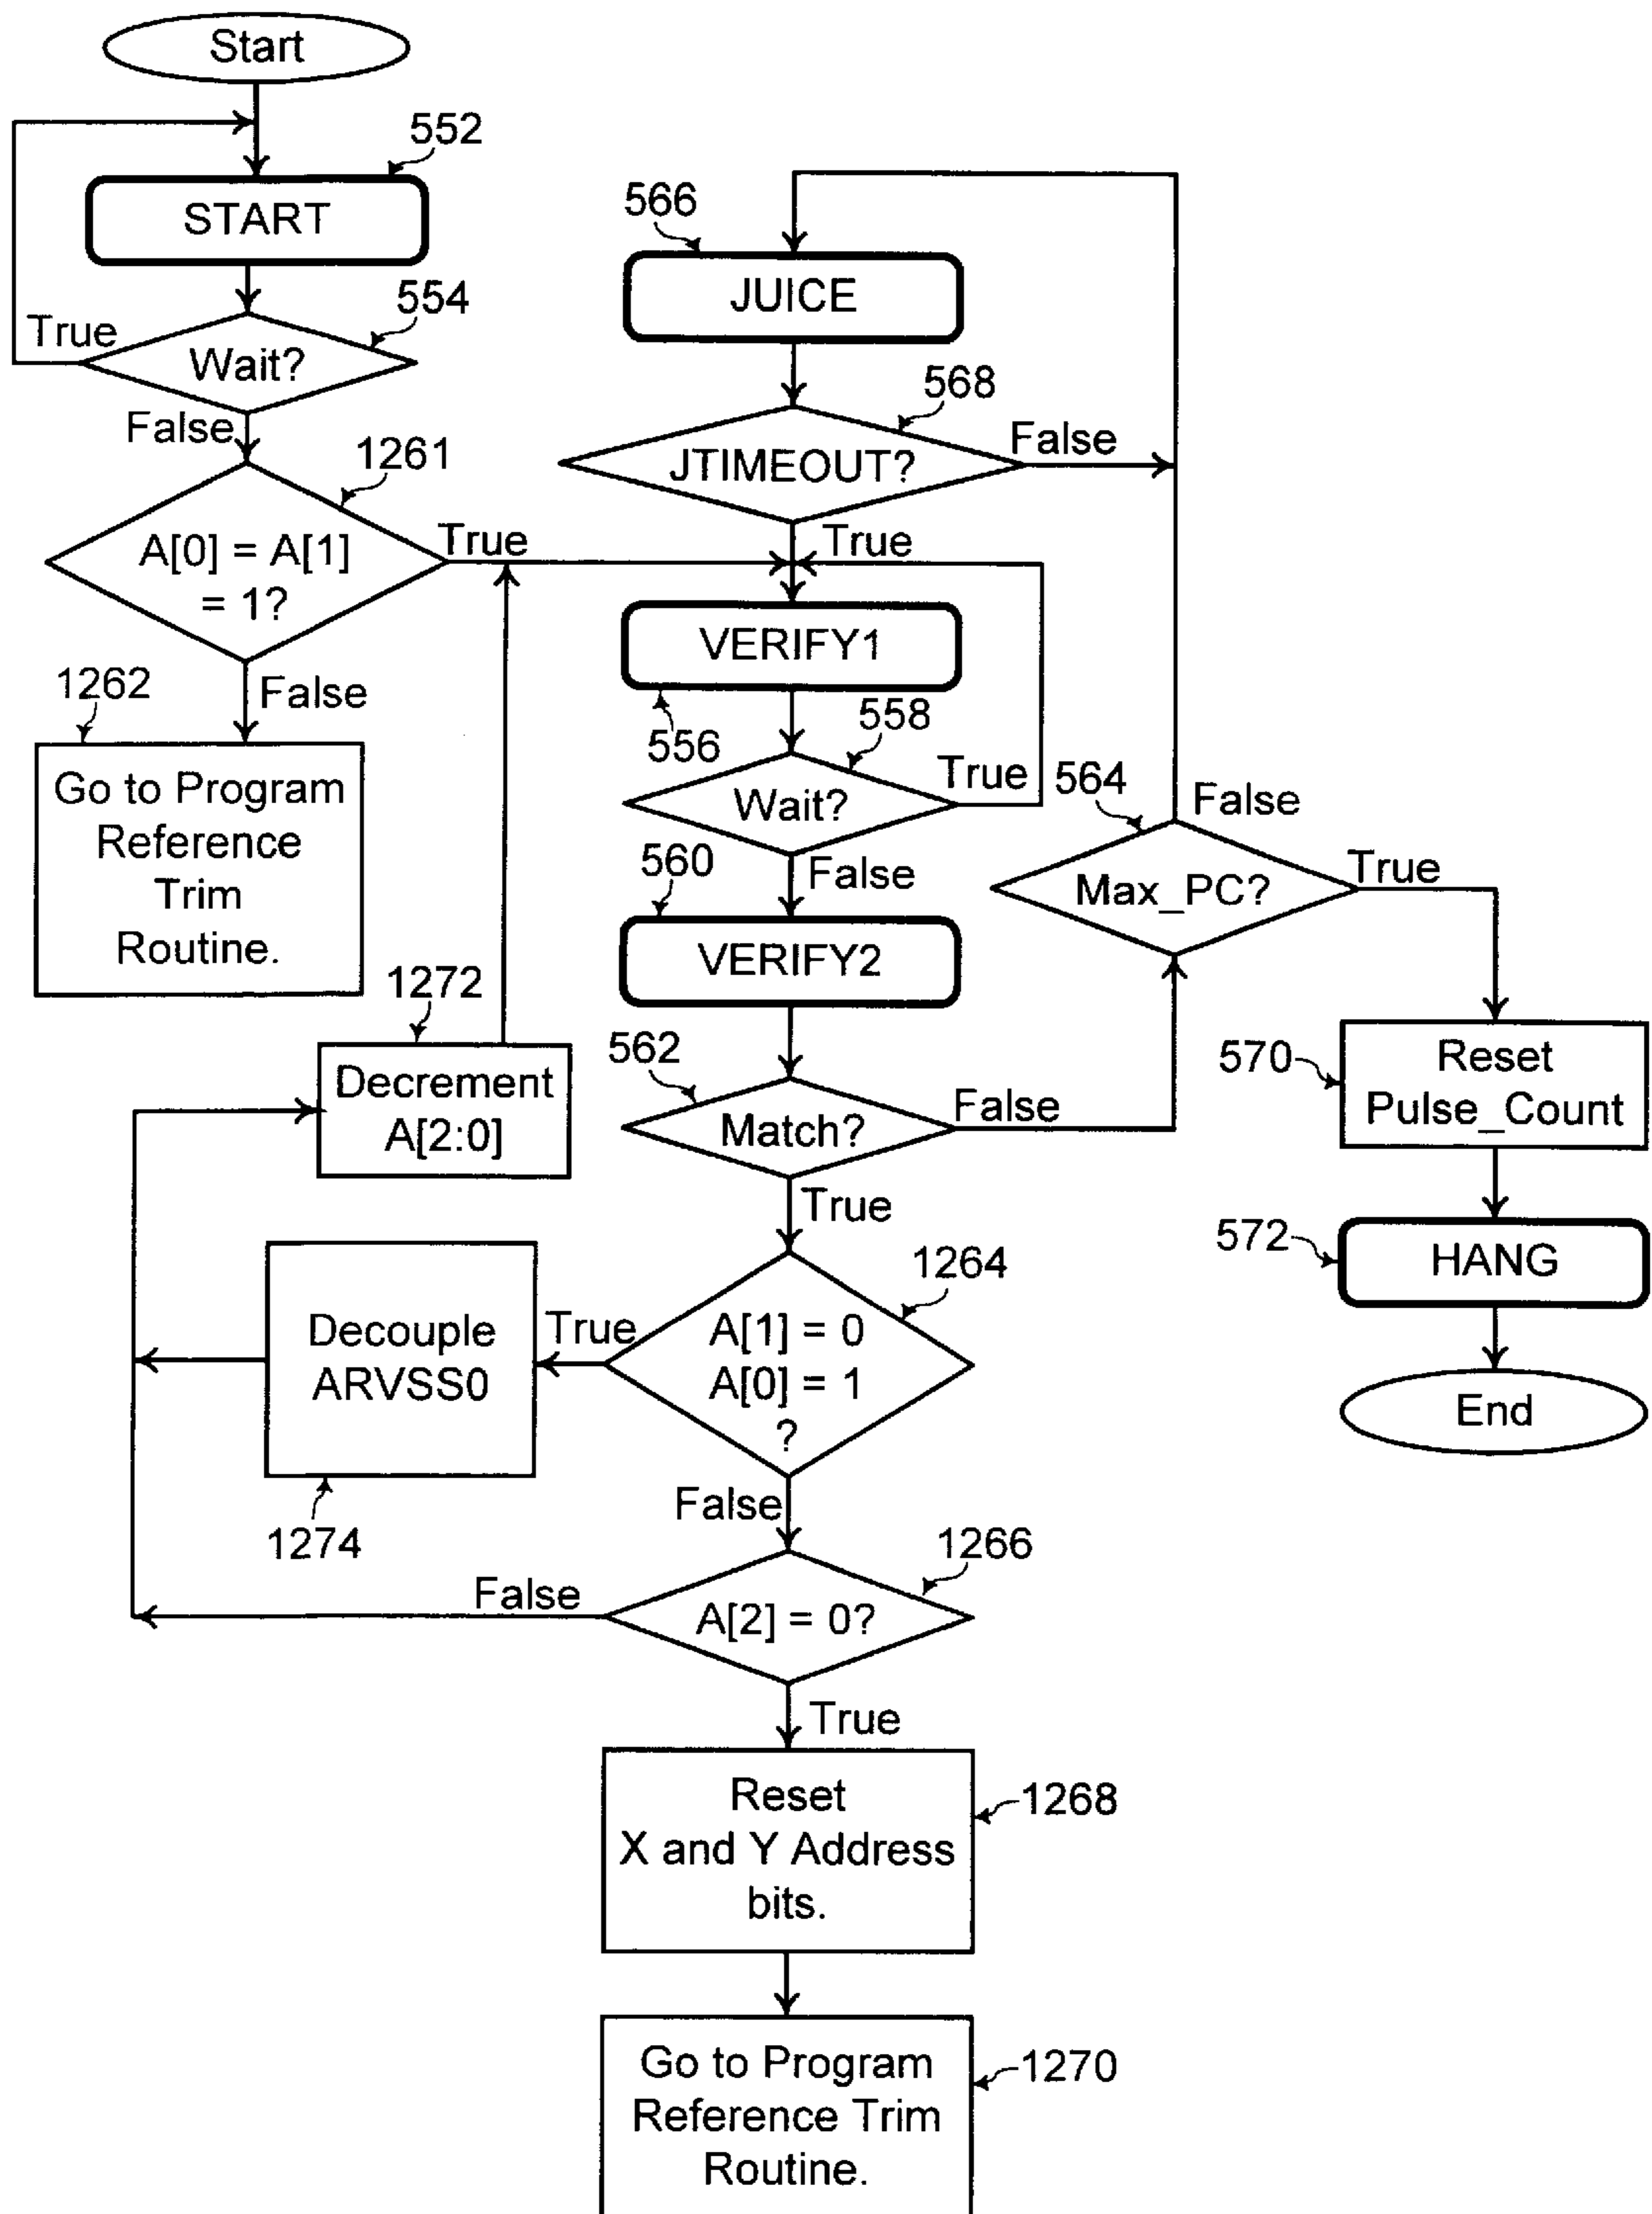 Start
552
START
554
True
Wait?
False
1261
A[0] = A[1]
= 1?
True
False
1262
Go to Program
Reference
Trim
Routine.
566
JUICE
568
JTIMEOUT?
False
True
VERIFY1
556
558
Wait?
True
False
560
VERIFY2
562
Match?
False
True
564
Max_PC?
False
True
570
Reset
Pulse_Count
572
HANG
End
1272
Decrement
A[2:0]
1264
A[1] = 0
A[0] = 1
?
True
False
Decouple
ARVSS0
1274
1266
A[2] = 0?
False
True
Reset
X and Y Address
bits.
1268
Go to Program
Reference Trim
Routine.
1270